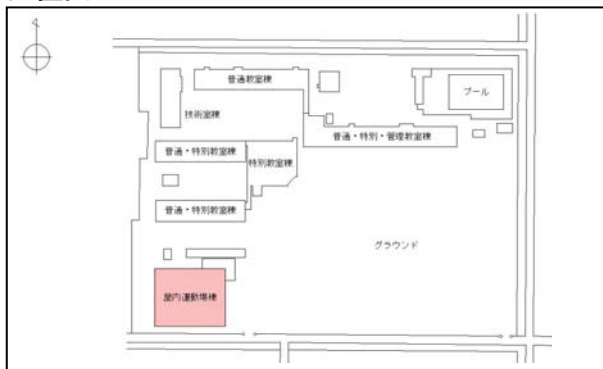 普通教室棟
プール
技術室棟
普通・特別・管理教室棟
普通・特別教室棟
特別教室棟
普通・特別教室棟
グラウンド
屋内運動場棟